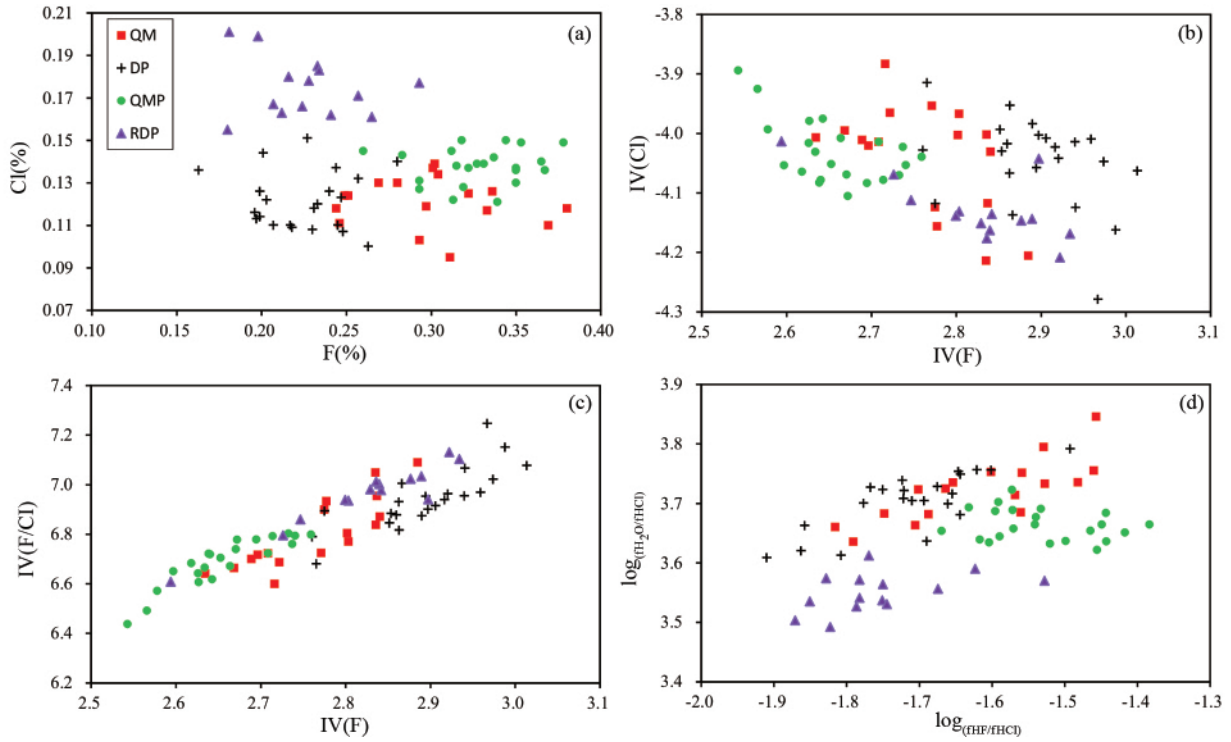 0.21
0.19
0.17
0.15
0.13
0.11
0.09
0.07
Cl(%)
QM
DP
QMP
RDP
(a)
0.10 0.20 0.25 0.30 0.35 0.40
F(%)
-3.8
-3.9
-4.0
-4.1
-4.2
-4.3
IV(Cl)
(b)
2.5 2.6 2.7 2.8 2.9 3.0 3.1
IV(F)
7.4
7.2
7.0
6.8
6.6
6.4
6.2
IV(F/Cl)
(c)
2.5 2.6 2.7 2.8 2.9 3.0 3.1
IV(F)
3.9
3.8
3.7
3.6
3.5
3.4
log(fH₂O/fHCl)
(d)
-2.0 -1.9 -1.8 -1.7 -1.6 -1.5 -1.4 -1.3
log(fHF/fHCl)